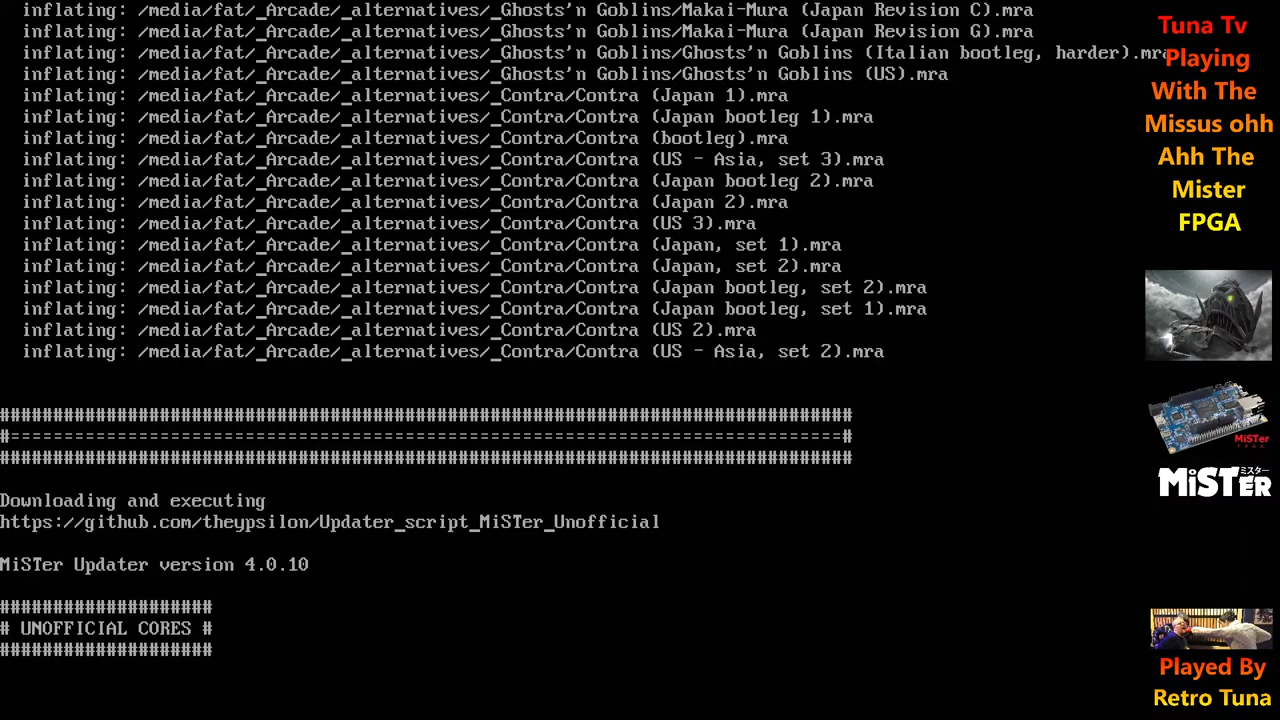 inflating: /media/fat/_Arcade/_alternatives/_Ghosts'n Goblins/Makai-Mura (Japan Revision C).mra
inflating: /media/fat/_Arcade/_alternatives/_Ghosts'n Goblins/Makai-Mura (Japan Revision G).mra
inflating: /media/fat/_Arcade/_alternatives/_Ghosts'n Goblins/Ghosts'n Goblins (Italian bootleg, harder).mra
inflating: /media/fat/_Arcade/_alternatives/_Ghosts'n Goblins/Ghosts'n Goblins (US).mra
inflating: /media/fat/_Arcade/_alternatives/_Contra/Contra (Japan 1).mra
inflating: /media/fat/_Arcade/_alternatives/_Contra/Contra (Japan bootleg 1).mra
inflating: /media/fat/_Arcade/_alternatives/_Contra/Contra (bootleg).mra
inflating: /media/fat/_Arcade/_alternatives/_Contra/Contra (US - Asia, set 3).mra
inflating: /media/fat/_Arcade/_alternatives/_Contra/Contra (Japan bootleg 2).mra
inflating: /media/fat/_Arcade/_alternatives/_Contra/Contra (Japan 2).mra
inflating: /media/fat/_Arcade/_alternatives/_Contra/Contra (US 3).mra
inflating: /media/fat/_Arcade/_alternatives/_Contra/Contra (Japan, set 1).mra
inflating: /media/fat/_Arcade/_alternatives/_Contra/Contra (Japan, set 2).mra
inflating: /media/fat/_Arcade/_alternatives/_Contra/Contra (Japan bootleg, set 2).mra
inflating: /media/fat/_Arcade/_alternatives/_Contra/Contra (Japan bootleg, set 1).mra
inflating: /media/fat/_Arcade/_alternatives/_Contra/Contra (US 2).mra
inflating: /media/fat/_Arcade/_alternatives/_Contra/Contra (US - Asia, set 2).mra
################################################################################
#==============================================================================#
################################################################################
Downloading and executing
https://github.com/theypsilon/Updater_script_MiSTer_Unofficial
MiSTer Updater version 4.0.10
####################
# UNOFFICIAL CORES #
####################
Tuna Tv
Playing
With The
Missus ohh
Ahh The
Mister
FPGA
MiSTer
FPGA
MiSTER
ミスター
Played By
Retro Tuna